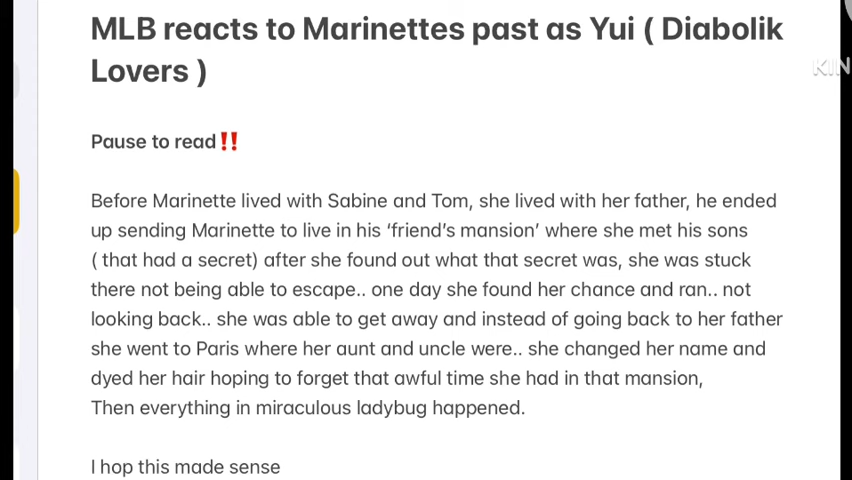 MLB reacts to Marinettes past as Yui ( Diabolik
Lovers )
KIN
Pause to read‼️
Before Marinette lived with Sabine and Tom, she lived with her father, he ended
up sending Marinette to live in his ‘friend’s mansion’ where she met his sons
( that had a secret) after she found out what that secret was, she was stuck
there not being able to escape.. one day she found her chance and ran.. not
looking back.. she was able to get away and instead of going back to her father
she went to Paris where her aunt and uncle were.. she changed her name and
dyed her hair hoping to forget that awful time she had in that mansion,
Then everything in miraculous ladybug happened.
I hop this made sense